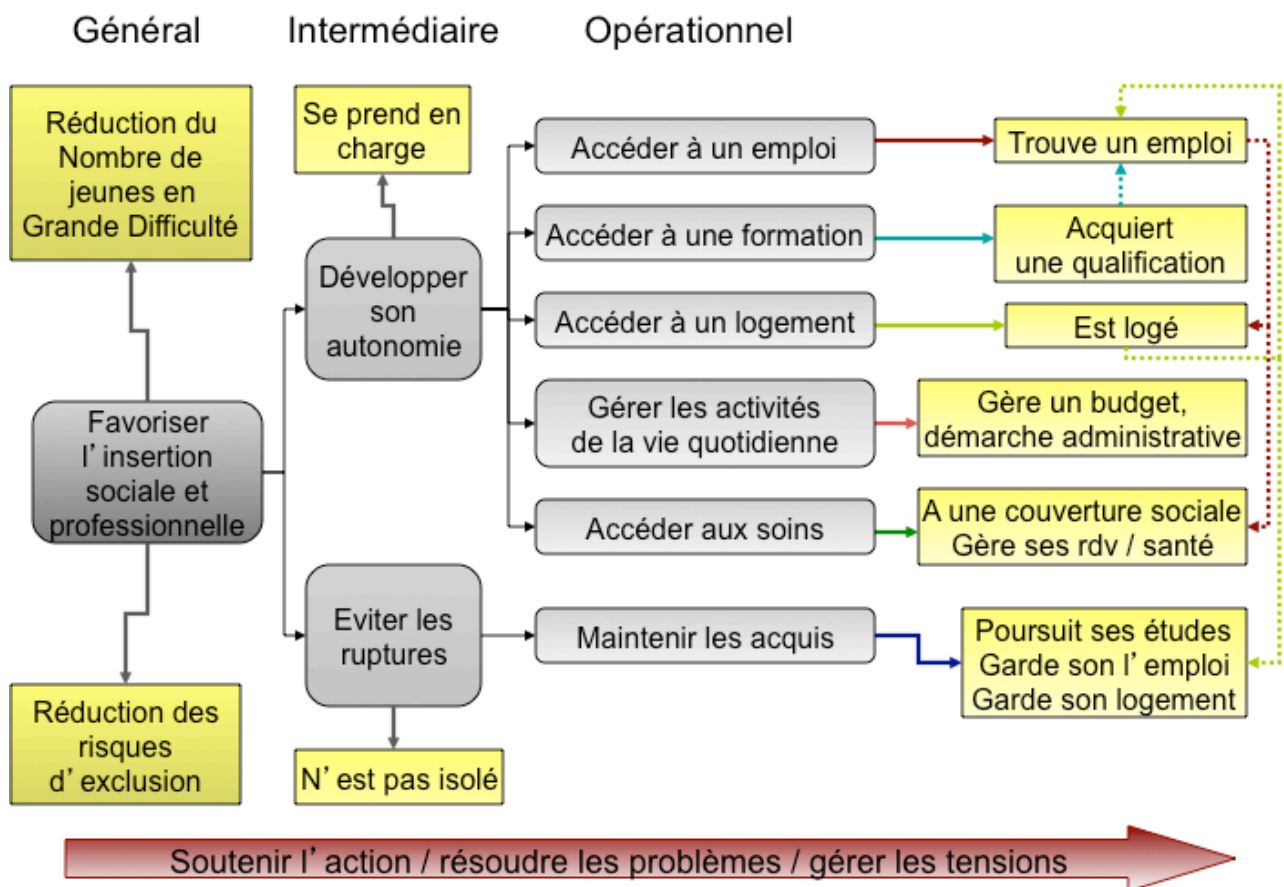 Général
Intermédiaire
Opérationnel
Réduction du
Nombre de
jeunes en
Grande Difficulté
Se prend en
charge
Accéder à un emploi
Trouve un emploi
Accéder à une formation
Acquiert
une qualification
Développer
son
autonomie
Accéder à un logement
Est logé
Gérer les activités
de la vie quotidienne
Gère un budget,
démarche administrative
Favoriser
l’insertion
sociale et
professionnelle
Accéder aux soins
A une couverture sociale
Gère ses rdv / santé
Eviter les
ruptures
Maintenir les acquis
Poursuit ses études
Garde son l’emploi
Garde son logement
Réduction des
risques
d’exclusion
N’est pas isolé
Soutenir l’action / résoudre les problèmes / gérer les tensions